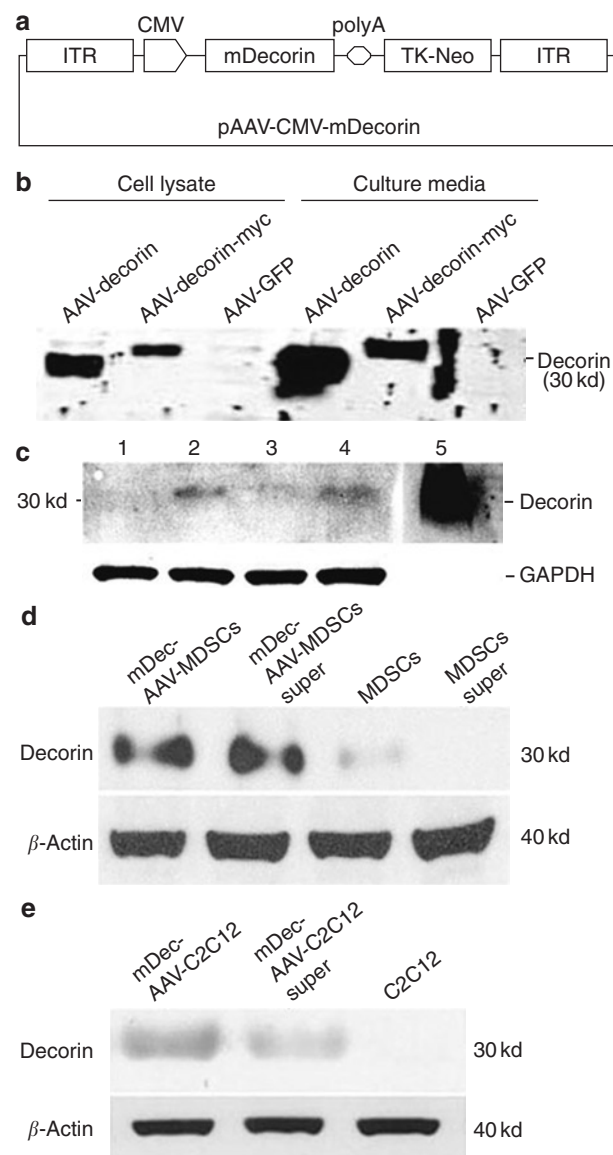 a
CMV
polyA
ITR
mDecorin
TK-Neo
ITR
pAAV-CMV-mDecorin
b
Cell lysate
Culture media
AAV-decorin
AAV-decorin-myc
AAV-GFP
AAV-decorin
AAV-decorin-myc
AAV-GFP
Decorin
(30 kd)
c
1 2 3 4 5
30 kd
Decorin
GAPDH
d
mDec-
AAV-MDSCs
mDec-
AAV-MDSCs
super
MDSCs
MDSCs
super
Decorin
30 kd
β-Actin
40 kd
e
mDec-
AAV-C2C12
mDec-
AAV-C2C12
super
C2C12
Decorin
30 kd
β-Actin
40 kd